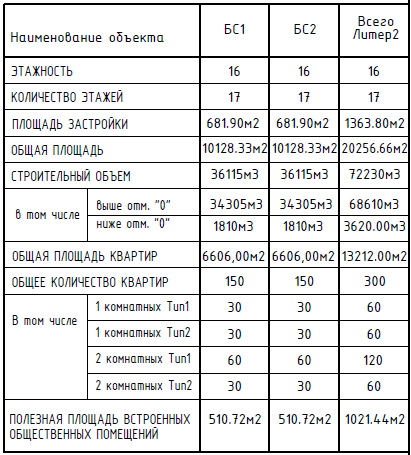 Наименование объекта БС1 БС2 Всего Литер2
ЭТАЖНОСТЬ 16 16 16
КОЛИЧЕСТВО ЭТАЖЕЙ 17 17 17
ПЛОЩАДЬ ЗАСТРОЙКИ 681.90м2 681.90м2 1363.80м2
ОБЩАЯ ПЛОЩАДЬ 10128.33м2 10128.33м2 20256.66м2
СТРОИТЕЛЬНЫЙ ОБЪЕМ 36115м3 36115м3 72230м3
в том числе
выше отм. "0" 34305м3 34305м3 68610м3
ниже отм. "0" 1810м3 1810м3 3620.00м3
ОБЩАЯ ПЛОЩАДЬ КВАРТИР 6606,00м2 6606,00м2 13212.00м2
ОБЩЕЕ КОЛИЧЕСТВО КВАРТИР 150 150 300
В том числе
1 комнатных Тип1 30 30 60
1 комнатных Тип2 30 30 60
2 комнатных Тип1 60 60 120
2 комнатных Тип2 30 30 60
ПОЛЕЗНАЯ ПЛОЩАДЬ ВСТРОЕННЫХ
ОБЩЕСТВЕННЫХ ПОМЕЩЕНИЙ 510.72м2 510.72м2 1021.44м2